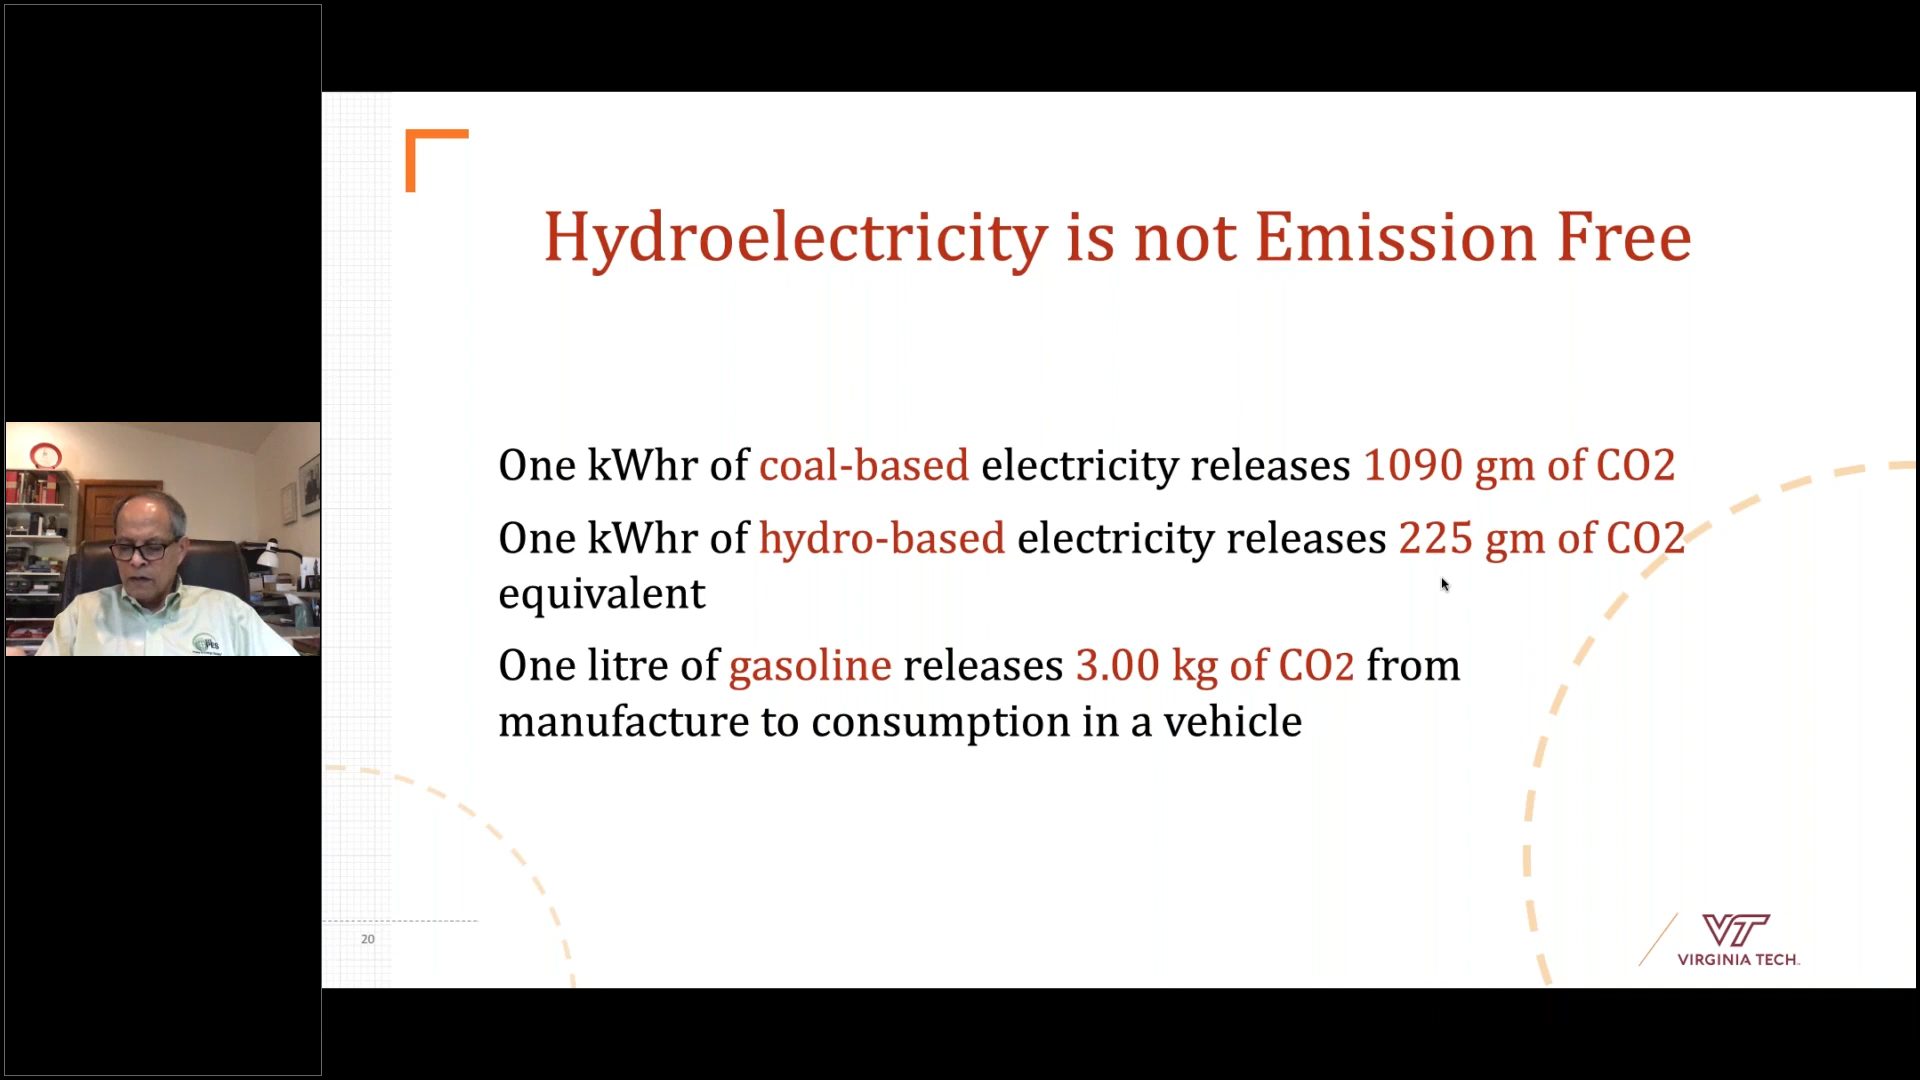 Hydroelectricity is not Emission Free
One kWhr of coal-based electricity releases 1090 gm of CO2
One kWhr of hydro-based electricity releases 225 gm of CO2
equivalent
One litre of gasoline releases 3.00 kg of CO2 from
manufacture to consumption in a vehicle
PES
20
VT
VIRGINIA TECH.